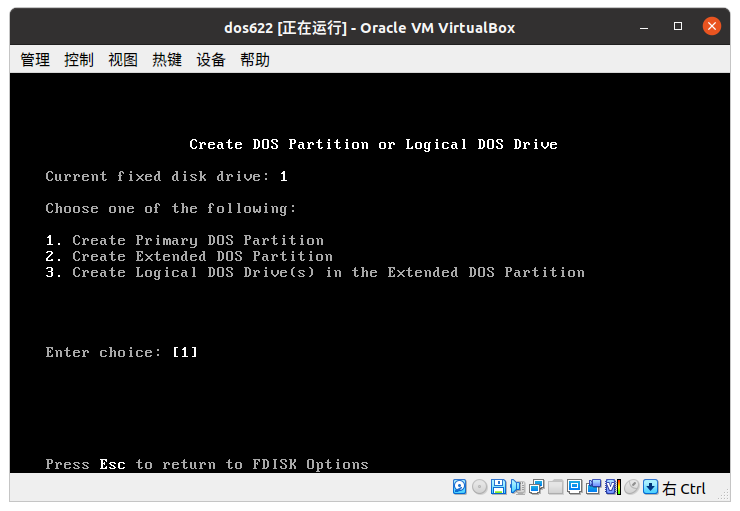 dos622 [正在运行] - Oracle VM VirtualBox
管理 控制 视图 热键 设备 帮助
Create DOS Partition or Logical DOS Drive
Current fixed disk drive: 1
Choose one of the following:
1. Create Primary DOS Partition
2. Create Extended DOS Partition
3. Create Logical DOS Drive(s) in the Extended DOS Partition
Enter choice: [1]
Press Esc to return to FDISK Options
右 Ctrl